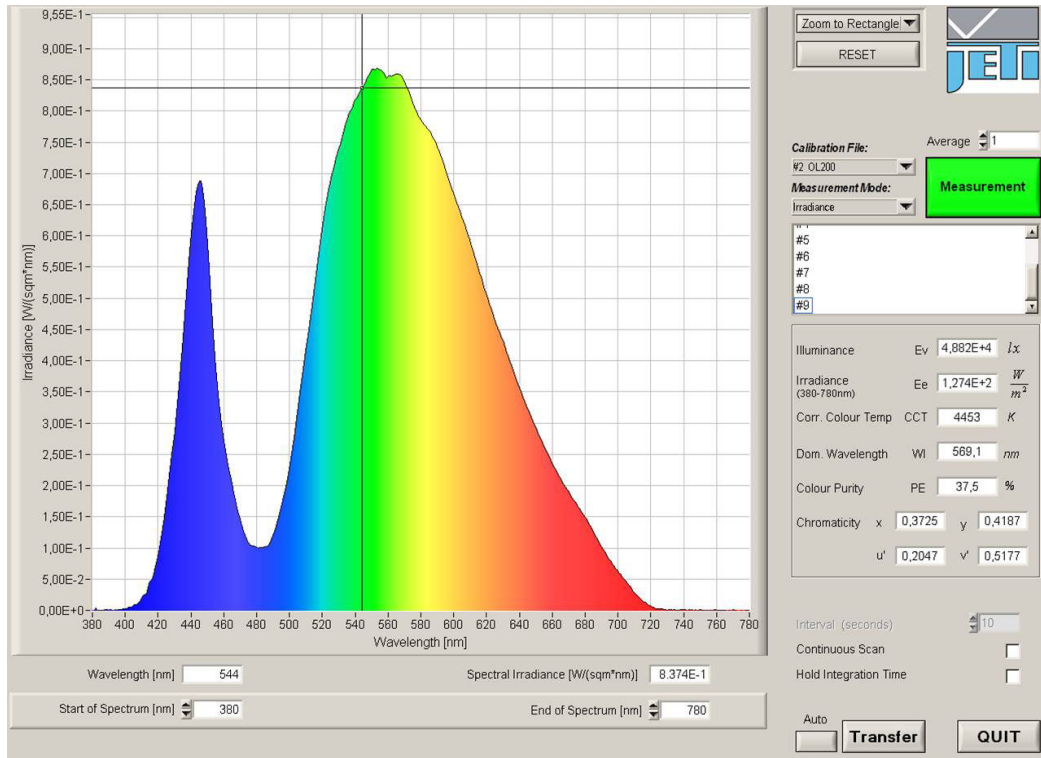 9,55E-1
9,00E-1
8,50E-1
8,00E-1
7,50E-1
7,00E-1
6,50E-1
6,00E-1
5,50E-1
5,00E-1
4,50E-1
4,00E-1
3,50E-1
3,00E-1
2,50E-1
2,00E-1
1,50E-1
1,00E-1
5,00E-2
0,00E+0
Irradiance [W/(sqm*nm)]
380 400 420 440 460 480 500 520 540 560 580 600 620 640 660 680 700 720 740 760 780
Wavelength [nm]
Wavelength [nm] 544
Spectral Irradiance [W/(sqm*nm)] 8.374E-1
Start of Spectrum [nm] 380
End of Spectrum [nm] 780
Zoom to Rectangle
RESET
JETI
Calibration File:
Average 1
#2 OL200
Measurement Mode:
Measurement
Irradiance
#5
#6
#7
#8
#9
Illuminance Ev 4,882E+4 lx
Irradiance
(380-780nm) Ee 1,274E+2 W/m²
Corr. Colour Temp CCT 4453 K
Dom. Wavelength Wl 569,1 nm
Colour Purity PE 37,5 %
Chromaticity x 0,3725 y 0,4187
u' 0,2047 v' 0,5177
Interval (seconds) 10
Continuous Scan
Hold Integration Time
Auto
Transfer
QUIT